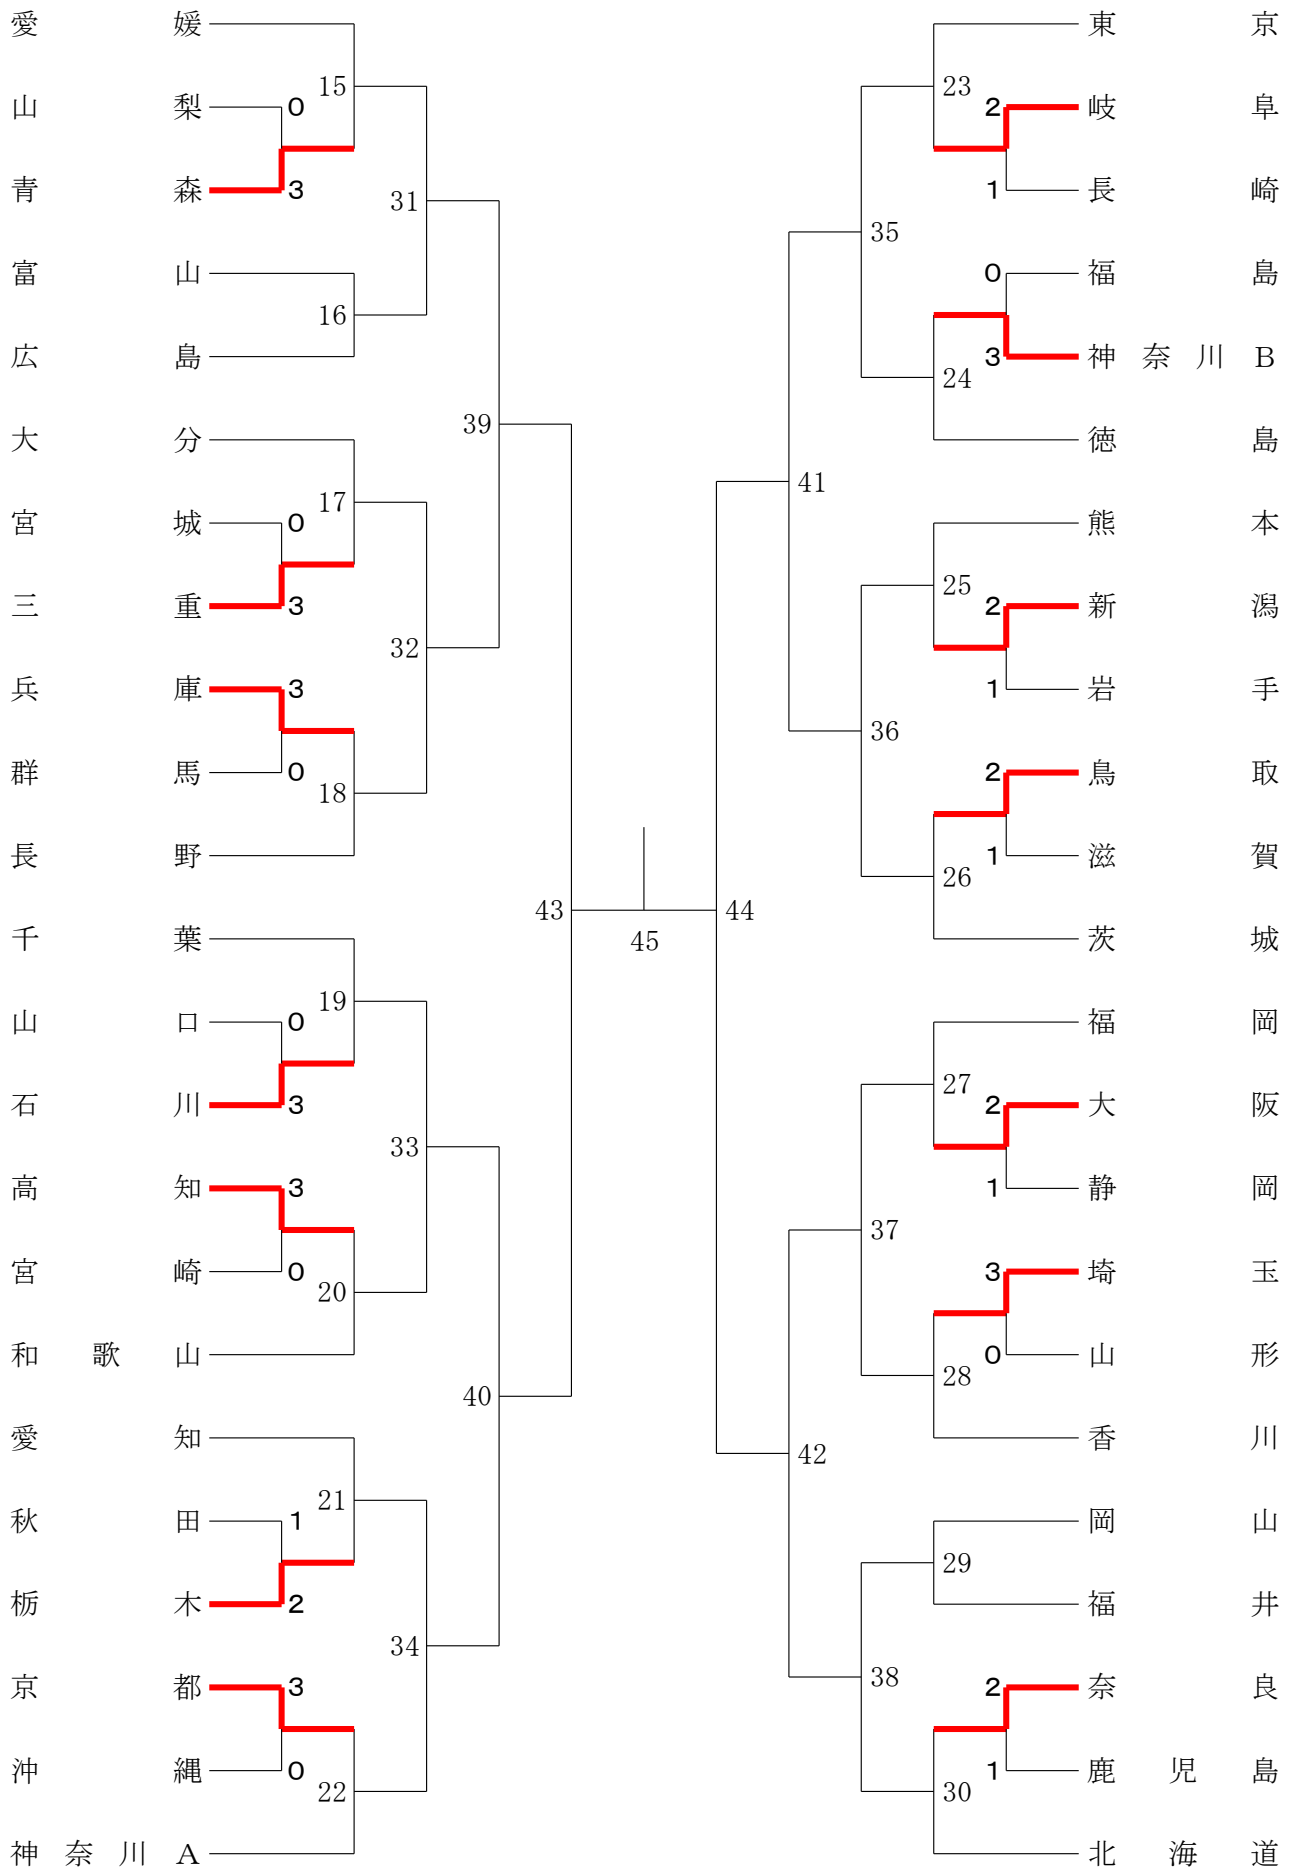 愛媛
15
山梨 0
青森 3
31
富山
16
広島
39
大分
17
宮城 0
三重 3
32
兵庫 3
群馬 0
18
長野
43
千葉
19
山口 0
石川 3
33
高知 3
宮崎 0
20
和歌山
40
愛知
21
秋田 1
栃木 2
34
京都 3
沖縄 0
22
神奈川A
45
東京
23
2 岐阜
1 長崎
35
0 福島
3 神奈川B
24
徳島
41
熊本
25
2 新潟
1 岩手
36
2 鳥取
1 滋賀
26
茨城
44
福岡
27
2 大阪
1 静岡
37
3 埼玉
0 山形
28
香川
42
岡山
29
福井
38
2 奈良
1 鹿児島
30
北海道